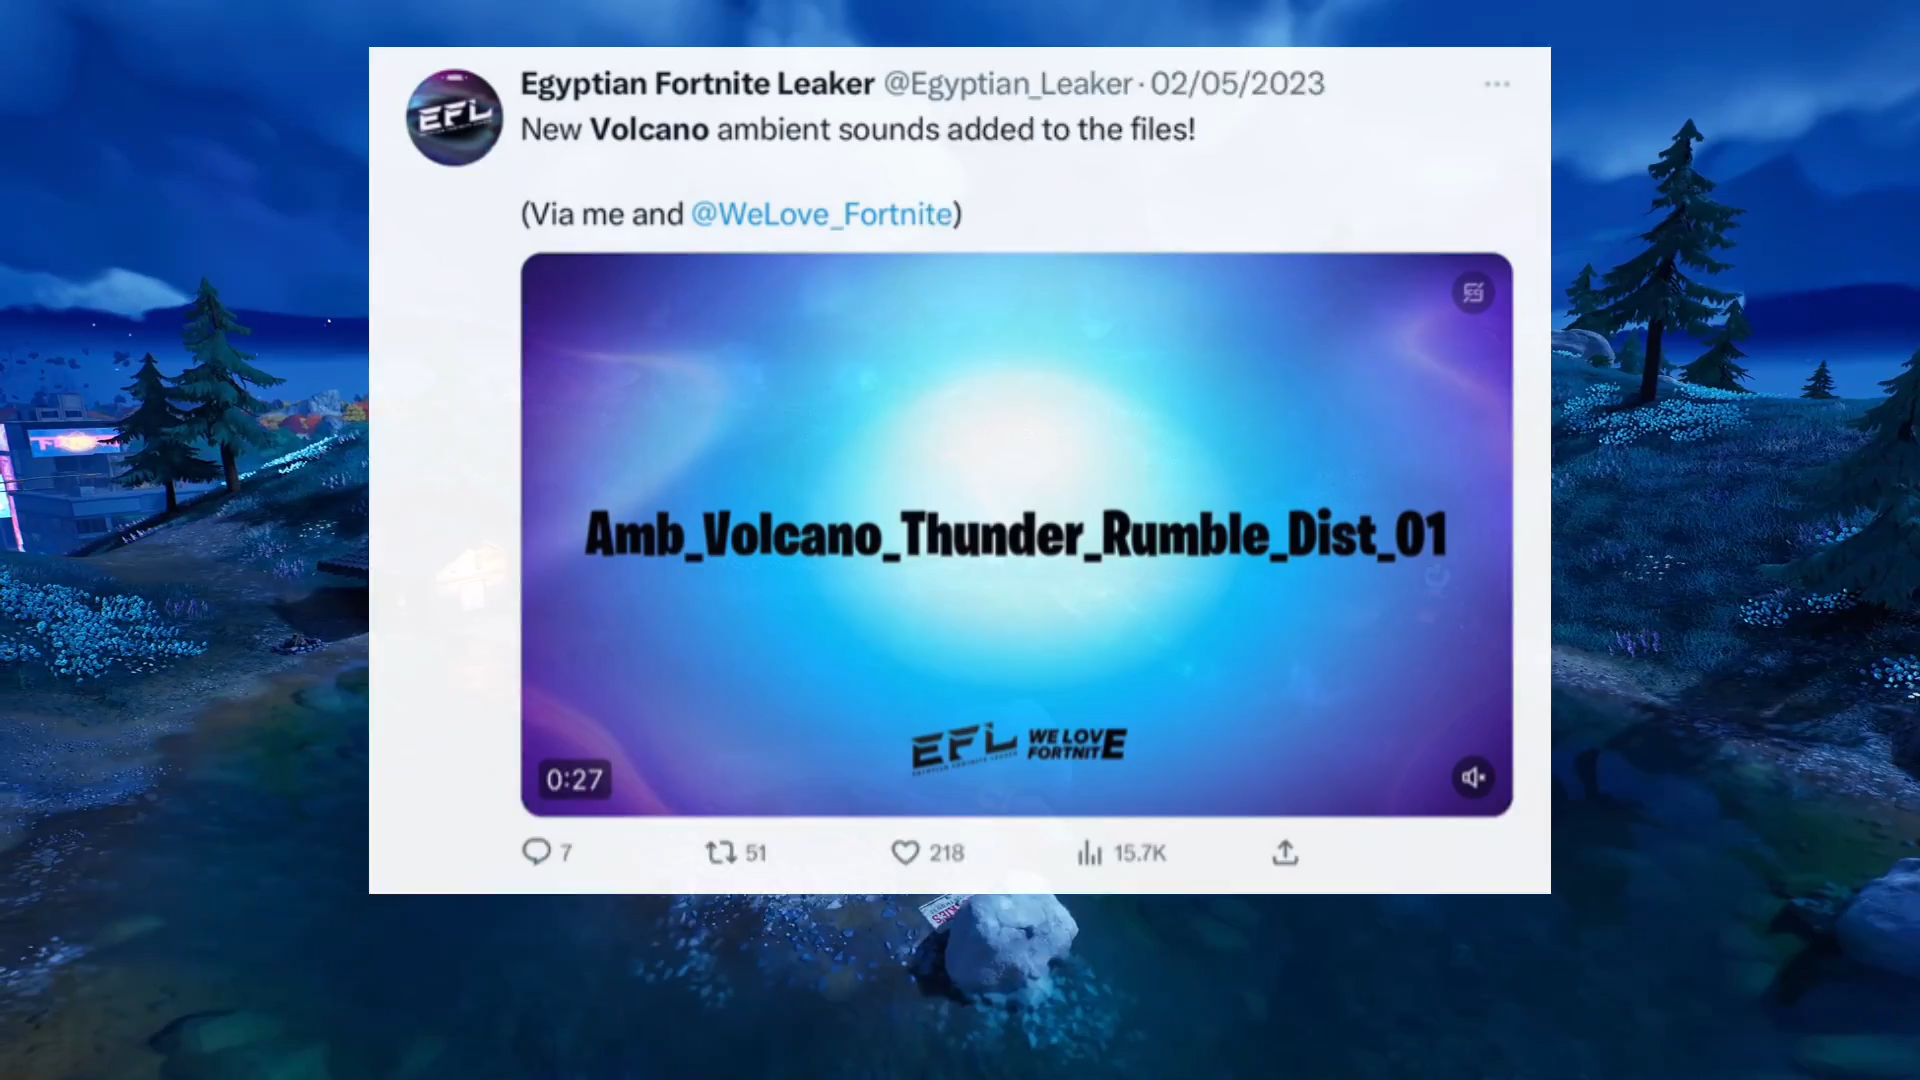 Egyptian Fortnite Leaker @Egyptian_Leaker · 02/05/2023
EFL
New Volcano ambient sounds added to the files!
(Via me and @WeLove_Fortnite)
Amb_Volcano_Thunder_Rumble_Dist_01
EFL WE LOVE
FORTNITE
0:27
7 51 218 15.7K